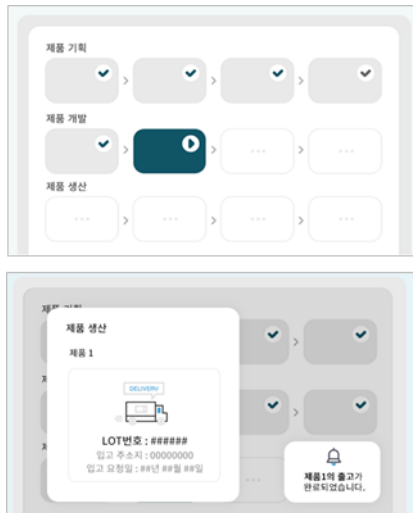 제품 기획
제품 개발
제품 생산
제품 생산
제품 1
DELIVERY
LOT번호 : ######
입고 주소지 : 00000000
입고 요청일 : ##년 ##월 ##일
제품1의 출고가
완료되었습니다.